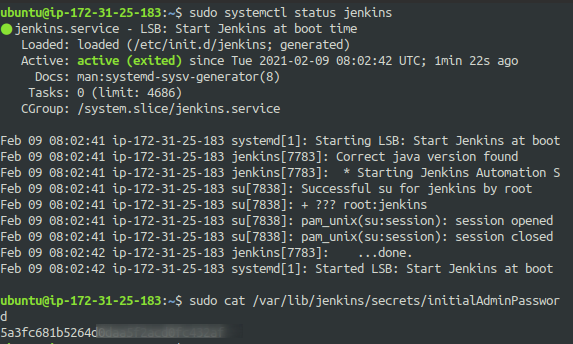 ubuntu@ip-172-31-25-183:~$ sudo systemctl status jenkins
● jenkins.service - LSB: Start Jenkins at boot time
   Loaded: loaded (/etc/init.d/jenkins; generated)
   Active: active (exited) since Tue 2021-02-09 08:02:42 UTC; 1min 22s ago
     Docs: man:systemd-sysv-generator(8)
    Tasks: 0 (limit: 4686)
   CGroup: /system.slice/jenkins.service

Feb 09 08:02:41 ip-172-31-25-183 systemd[1]: Starting LSB: Start Jenkins at boot
Feb 09 08:02:41 ip-172-31-25-183 jenkins[7783]: Correct java version found
Feb 09 08:02:41 ip-172-31-25-183 jenkins[7783]:  * Starting Jenkins Automation S
Feb 09 08:02:41 ip-172-31-25-183 su[7838]: Successful su for jenkins by root
Feb 09 08:02:41 ip-172-31-25-183 su[7838]: + ??? root:jenkins
Feb 09 08:02:41 ip-172-31-25-183 su[7838]: pam_unix(su:session): session opened
Feb 09 08:02:41 ip-172-31-25-183 su[7838]: pam_unix(su:session): session closed
Feb 09 08:02:42 ip-172-31-25-183 jenkins[7783]:    ...done.
Feb 09 08:02:42 ip-172-31-25-183 systemd[1]: Started LSB: Start Jenkins at boot

ubuntu@ip-172-31-25-183:~$ sudo cat /var/lib/jenkins/secrets/initialAdminPasswor
d
5a3fc681b5264d